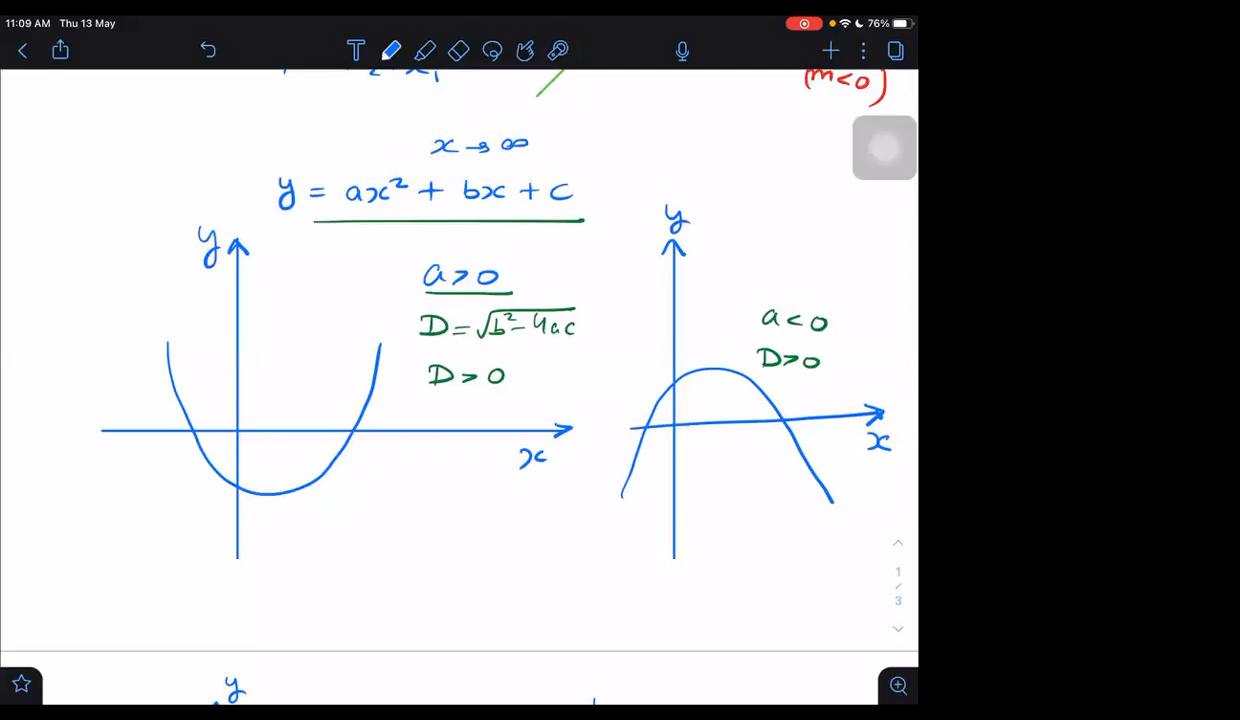 11:09 AM Thu 13 May
76%
T
(m<0)
x → ∞
y = ax² + bx + c
y
y
a > 0
D = √b² - 4ac
D > 0
a < 0
D > 0
x
x
1
/
3
y